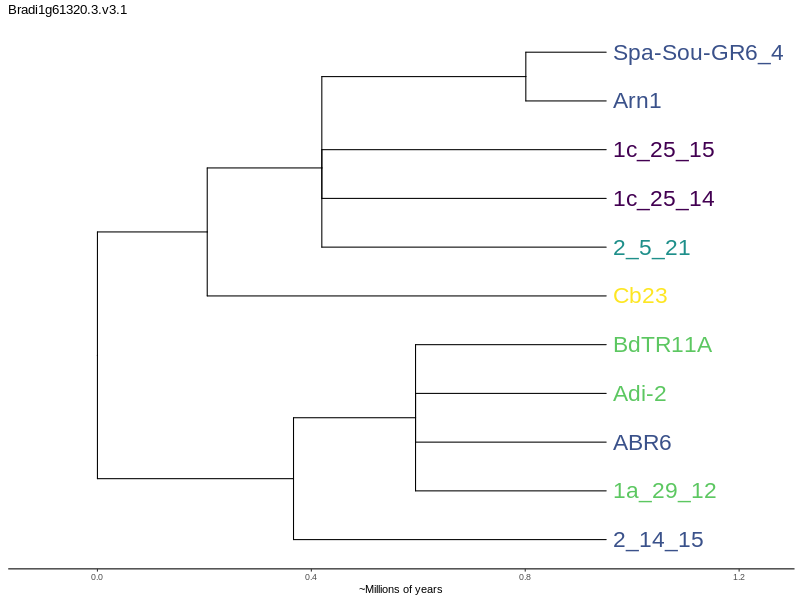 Bradi1g61320.3.v3.1
Spa-Sou-GR6_4
Arn1
1c_25_15
1c_25_14
2_5_21
Cb23
BdTR11A
Adi-2
ABR6
1a_29_12
2_14_15
0.0 0.4 0.8 1.2
~Millions of years